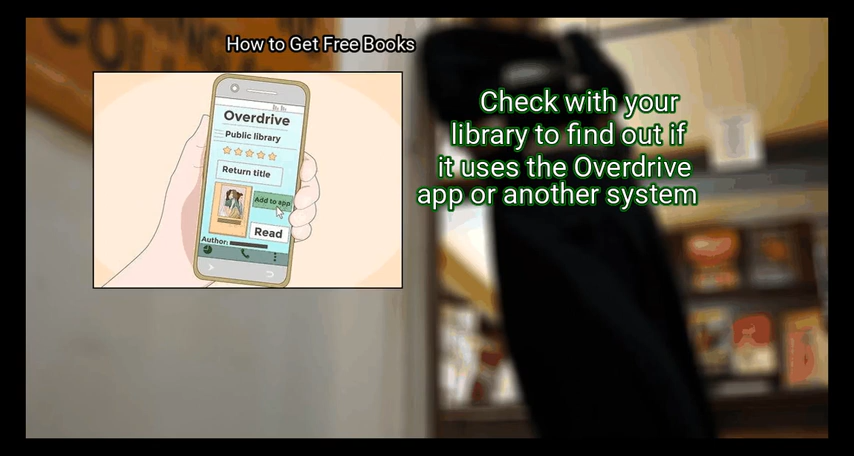 How to Get Free Books
Overdrive
Public library
Return title
Add to app
Read
Author:
Check with your
library to find out if
it uses the Overdrive
app or another system